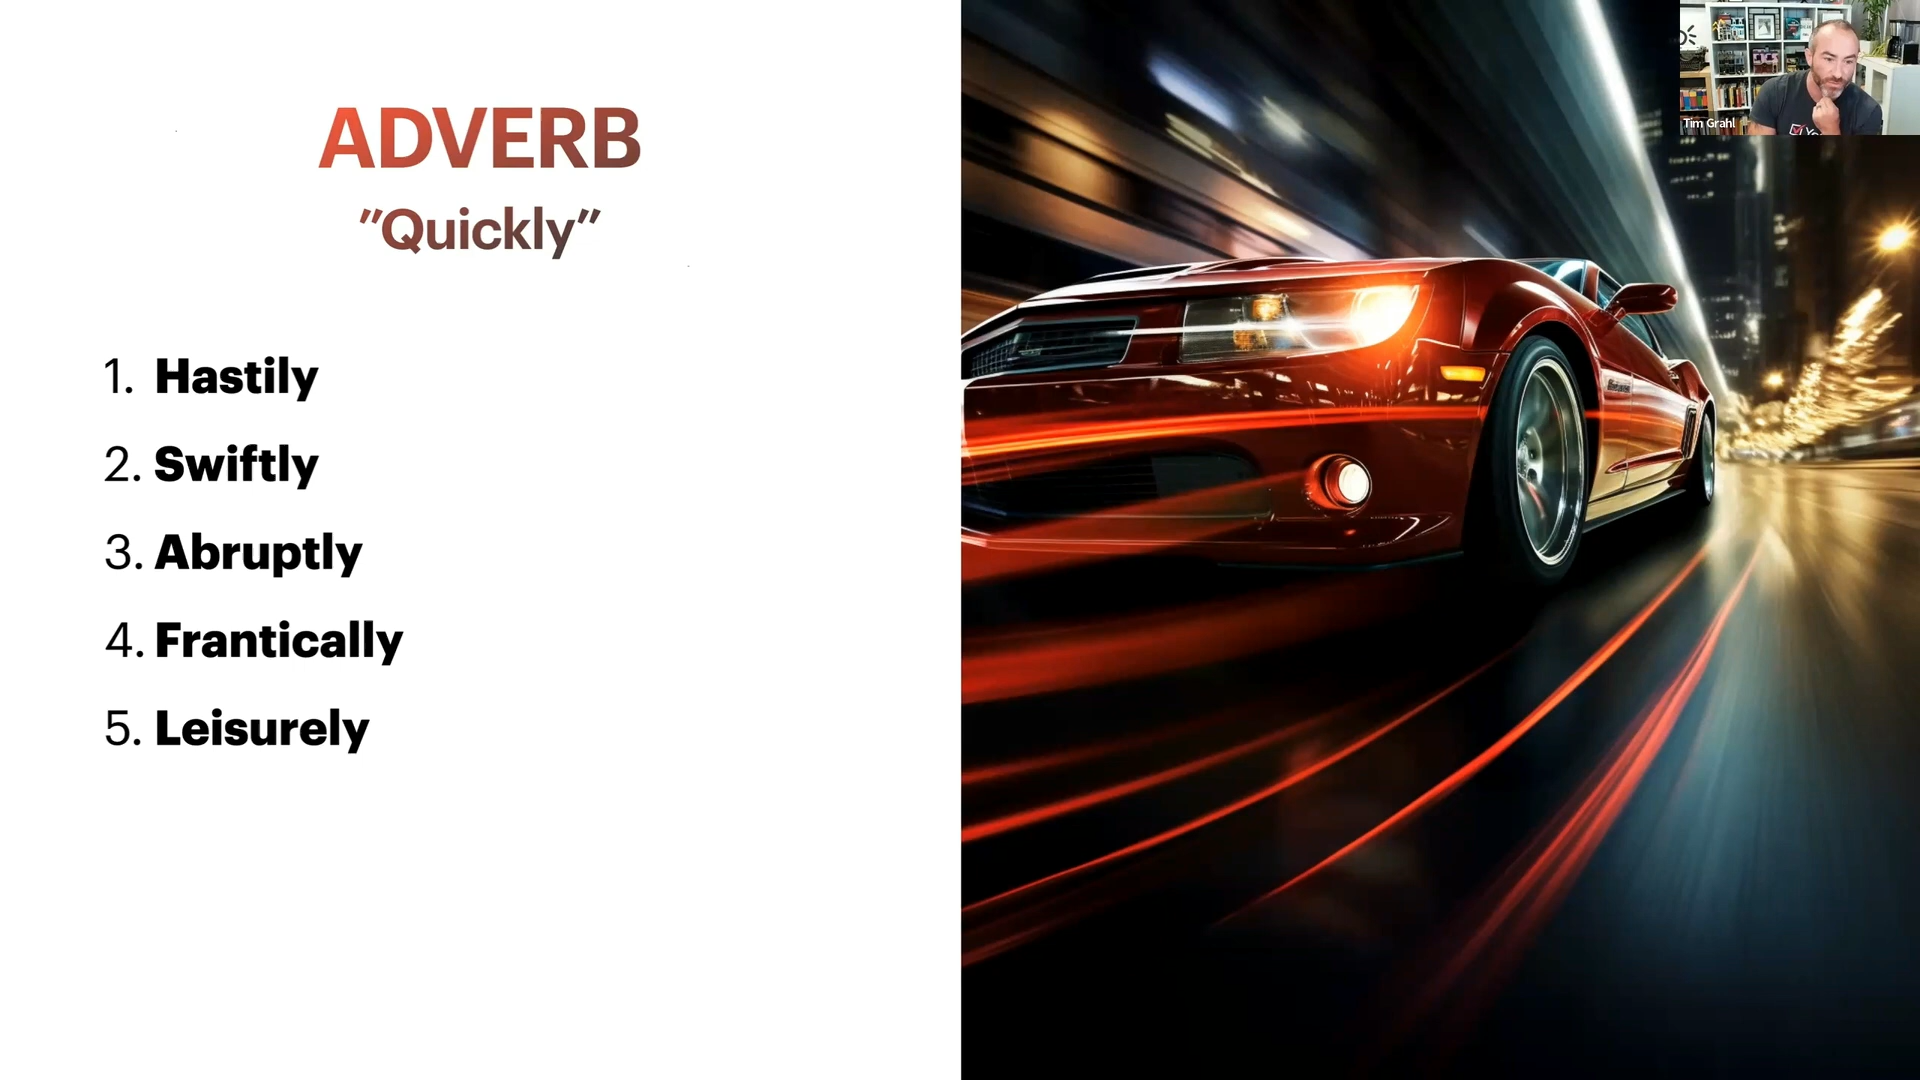 ADVERB
"Quickly"
1. Hastily
2. Swiftly
3. Abruptly
4. Frantically
5. Leisurely
Tim Grahl